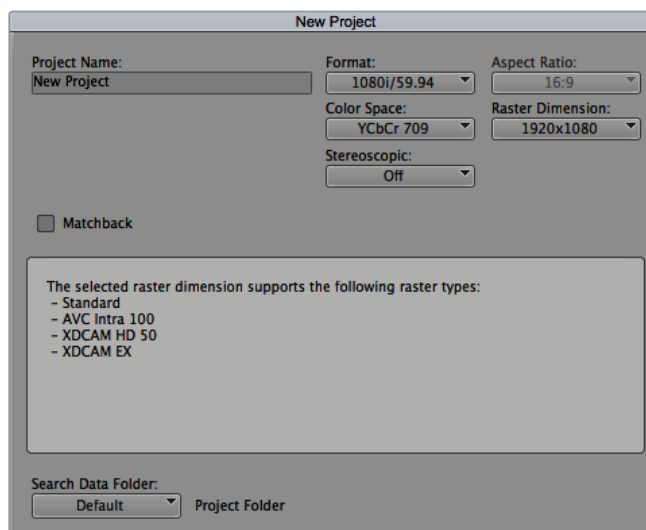 New Project
Project Name:
New Project
Format:
1080i/59.94
Aspect Ratio:
16:9
Color Space:
YCbCr 709
Raster Dimension:
1920x1080
Stereoscopic:
Off
Matchback
The selected raster dimension supports the following raster types:
– Standard
– AVC Intra 100
– XDCAM HD 50
– XDCAM EX
Search Data Folder:
Default
Project Folder